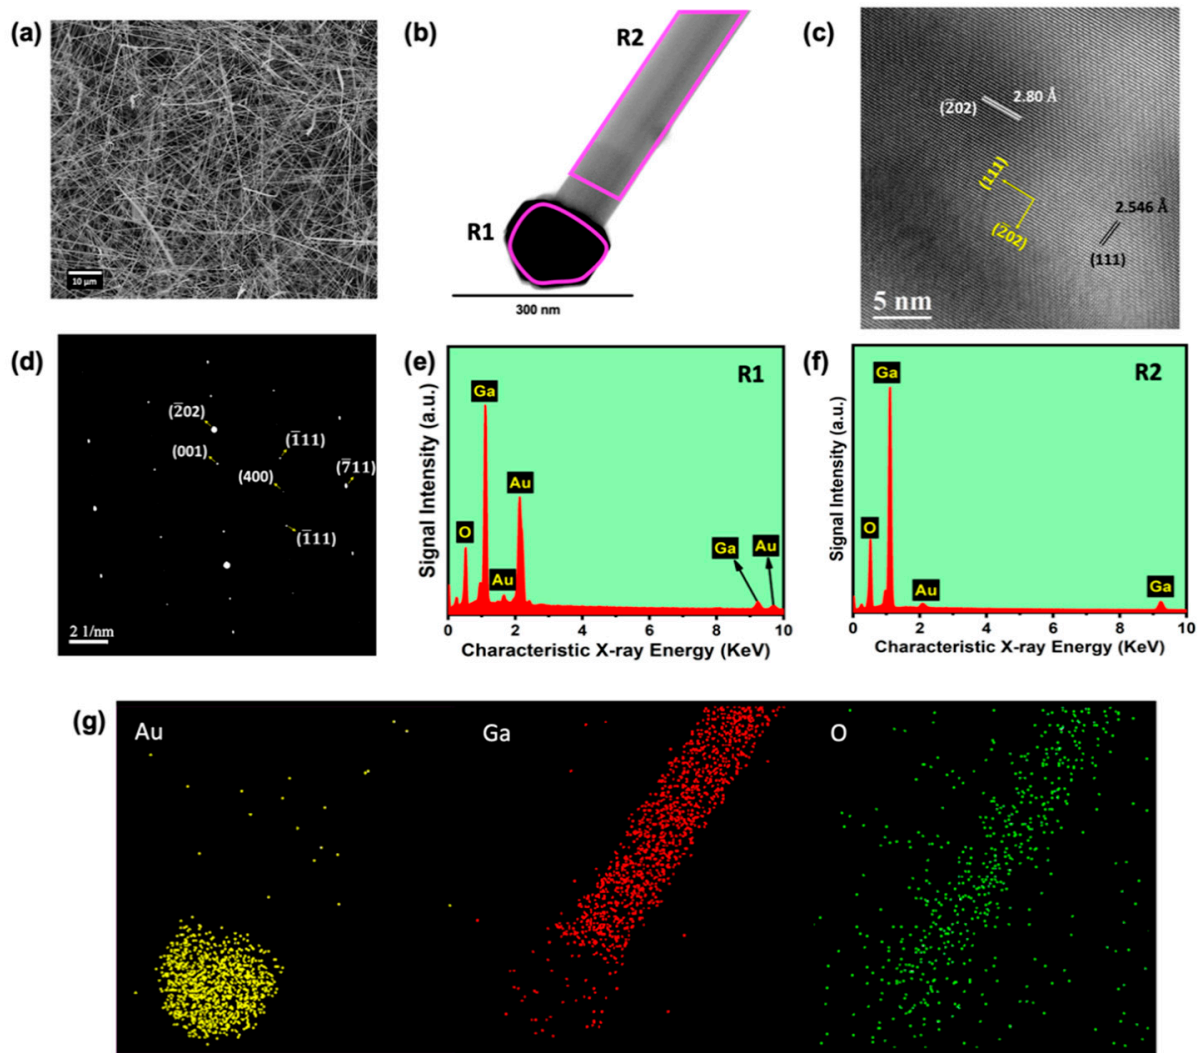 (a)
10 µm
(b)
R2
R1
300 nm
(c)
(2̅02)
2.80 Å
(111)
(2̅02)
2.546 Å
(111)
5 nm
(d)
(2̅02)
(001)
(1̅11)
(400)
(7̅11)
(1̅11)
2 1/nm
(e)
R1
Ga
Au
O
Au
Ga
Au
Signal Intensity (a.u.)
0 2 4 6 8 10
Characteristic X-ray Energy (KeV)
(f)
R2
Ga
O
Au
Ga
Signal Intensity (a.u.)
0 2 4 6 8 10
Characteristic X-ray Energy (KeV)
(g)
Au
Ga
O